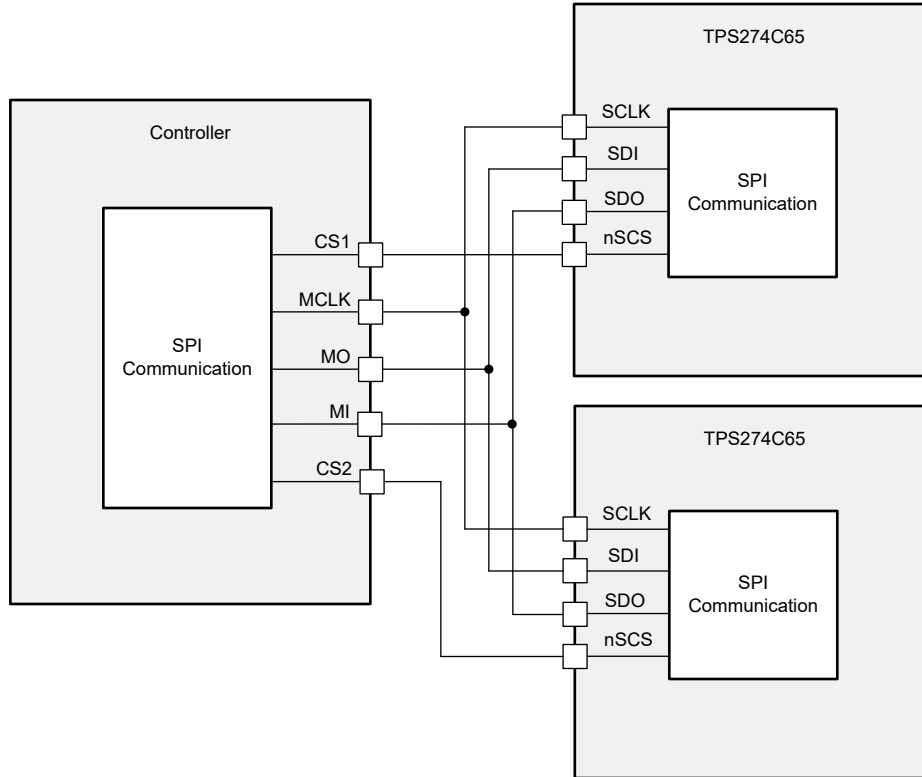 Controller
SPI
Communication
CS1
MCLK
MO
MI
CS2
TPS274C65
SCLK
SDI
SDO
nSCS
SPI
Communication
TPS274C65
SCLK
SDI
SDO
nSCS
SPI
Communication